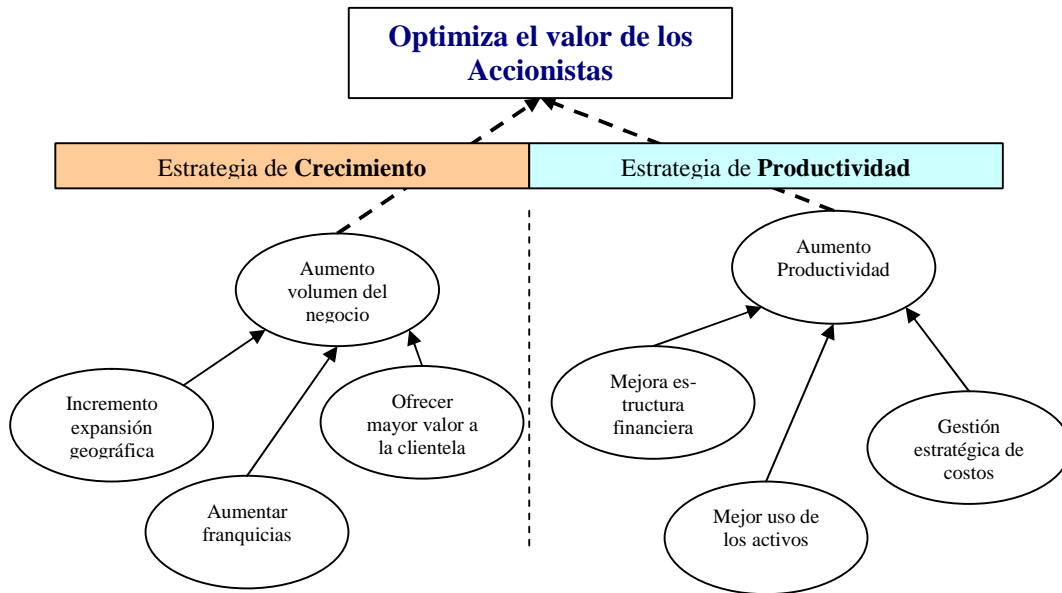 Optimiza el valor de los
Accionistas
Estrategia de Crecimiento
Estrategia de Productividad
Aumento
volumen del
negocio
Aumento
Productividad
Incremento
expansión
geográfica
Ofrecer
mayor valor a
la clientela
Aumentar
franquicias
Mejora es-
tructura
financiera
Gestión
estratégica de
costos
Mejor uso de
los activos